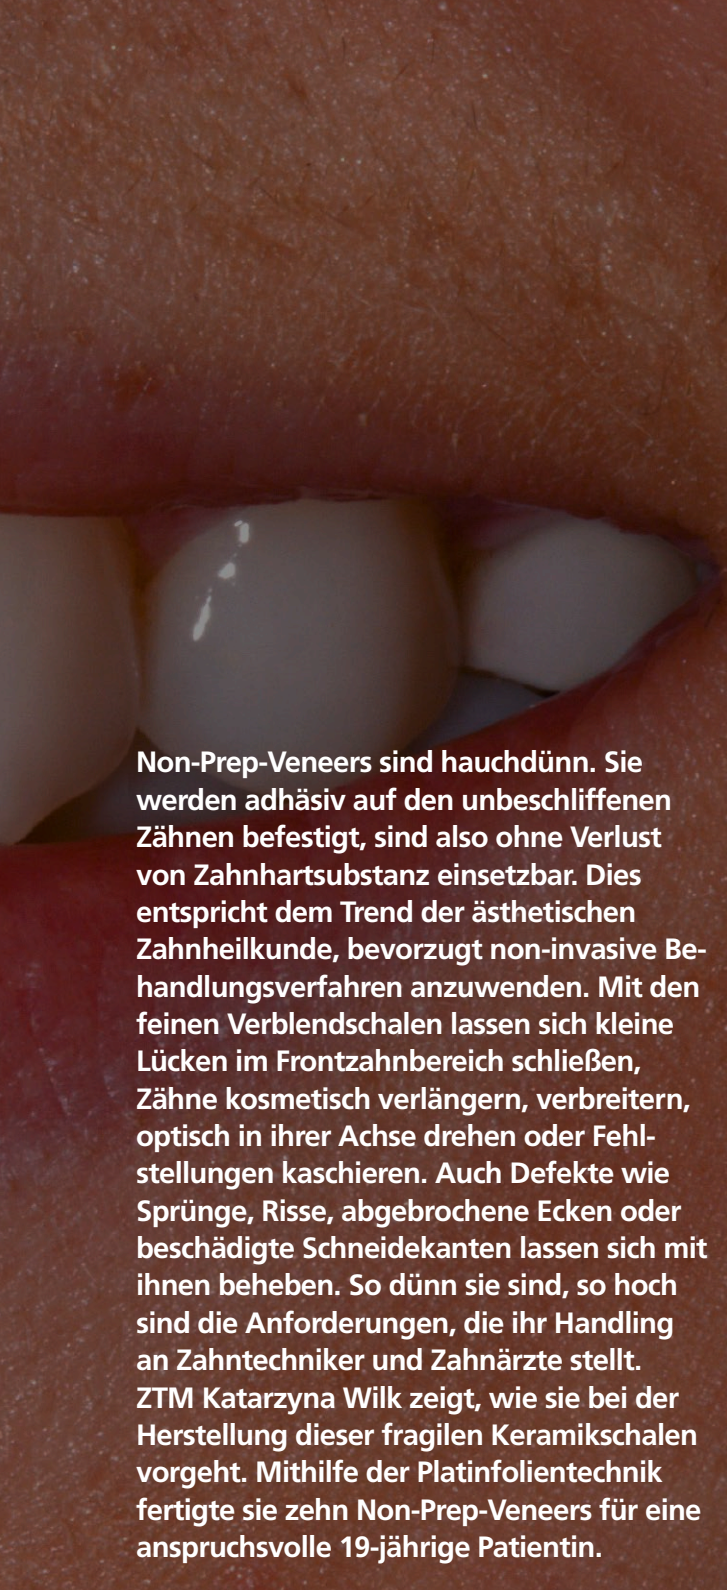 Non-Prep-Veneers sind hauchdünn. Sie
werden adhäsiv auf den unbeschliffenen
Zähnen befestigt, sind also ohne Verlust
von Zahnhartsubstanz einsetzbar. Dies
entspricht dem Trend der ästhetischen
Zahnheilkunde, bevorzugt non-invasive Be-
handlungsverfahren anzuwenden. Mit den
feinen Verblendschalen lassen sich kleine
Lücken im Frontzahnbereich schließen,
Zähne kosmetisch verlängern, verbreitern,
optisch in ihrer Achse drehen oder Fehl-
stellungen kaschieren. Auch Defekte wie
Sprünge, Risse, abgebrochene Ecken oder
beschädigte Schneidekanten lassen sich mit
ihnen beheben. So dünn sie sind, so hoch
sind die Anforderungen, die ihr Handling
an Zahntechniker und Zahnärzte stellt.
ZTM Katarzyna Wilk zeigt, wie sie bei der
Herstellung dieser fragilen Keramikschalen
vorgeht. Mithilfe der Platinfolientechnik
fertigte sie zehn Non-Prep-Veneers für eine
anspruchsvolle 19-jährige Patientin.